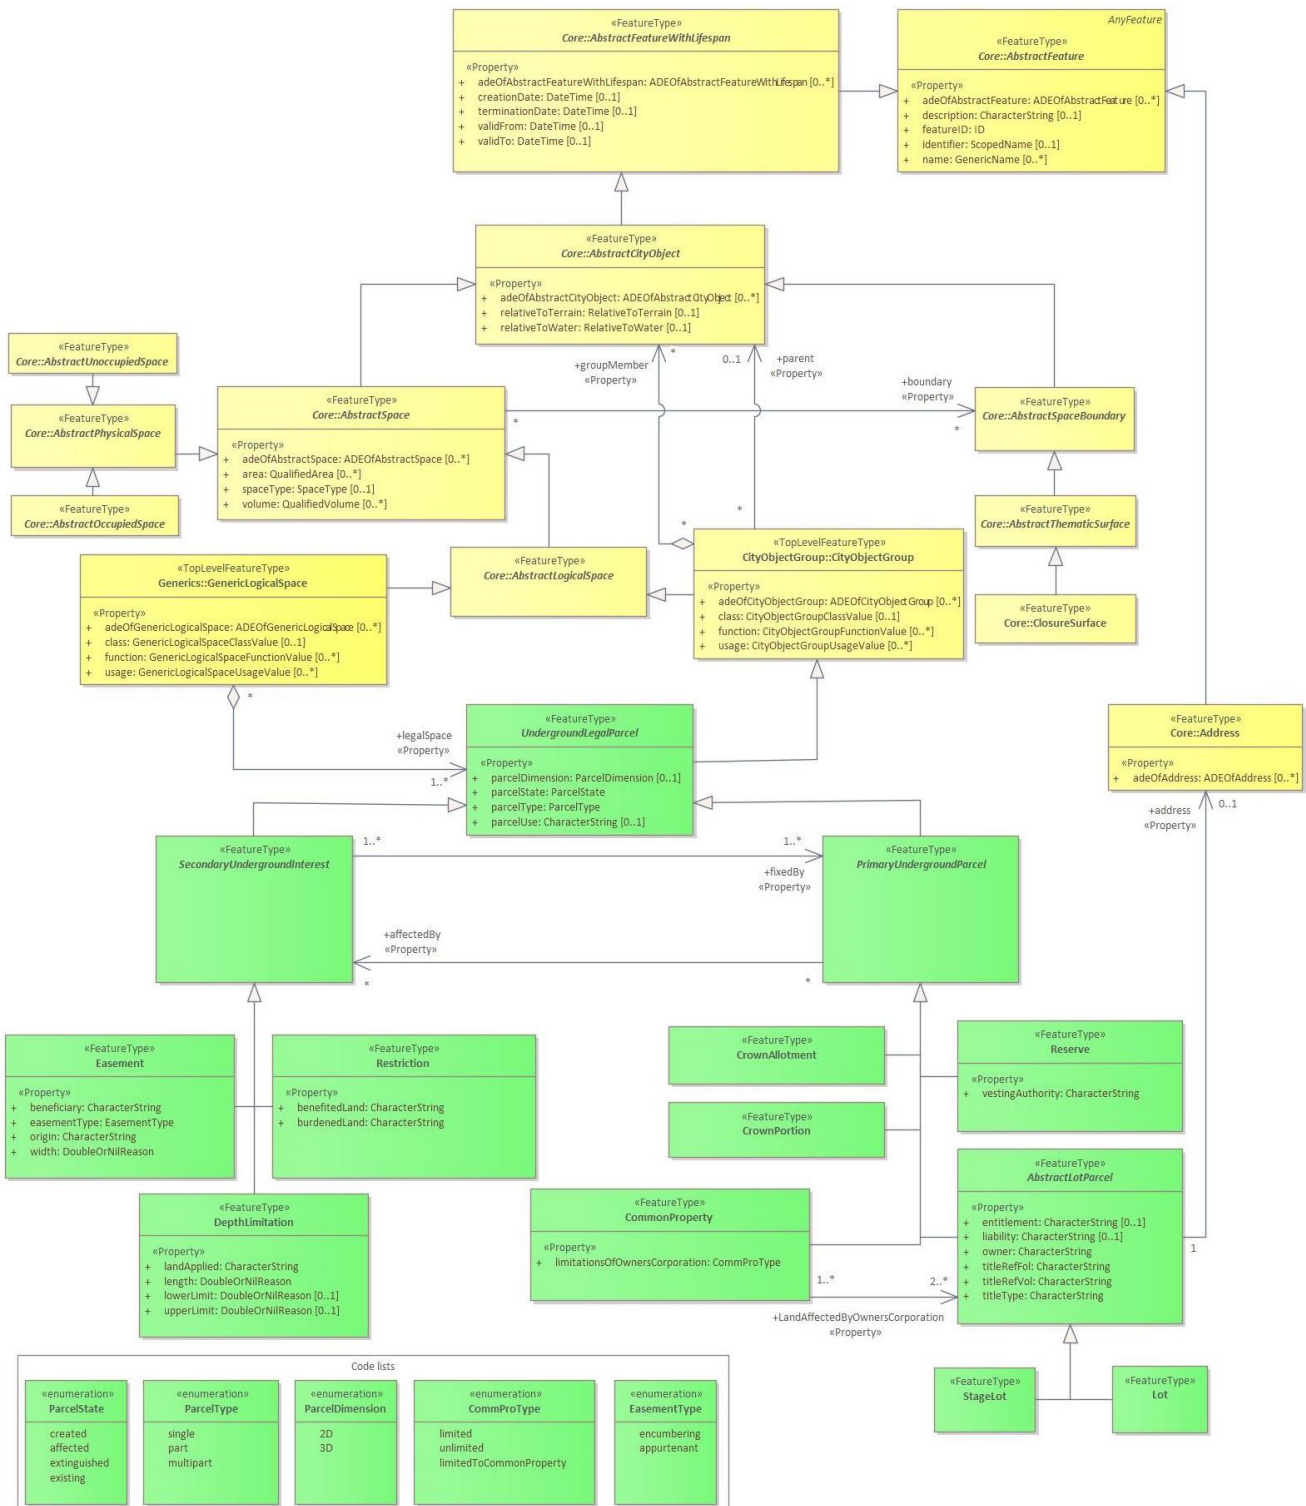 «FeatureType»
Core::AbstractFeatureWithLifespan
«Property»
+ adeOfAbstractFeatureWithLifespan: ADEOfAbstractFeatureWithLifespan [0..*]
+ creationDate: DateTime [0..1]
+ terminationDate: DateTime [0..1]
+ validFrom: DateTime [0..1]
+ validTo: DateTime [0..1]
AnyFeature
«FeatureType»
Core::AbstractFeature
«Property»
+ adeOfAbstractFeature: ADEOfAbstractFeature [0..*]
+ description: CharacterString [0..1]
+ featureID: ID
+ identifier: ScopedName [0..1]
+ name: GenericName [0..*]
«FeatureType»
Core::AbstractCityObject
«Property»
+ adeOfAbstractCityObject: ADEOfAbstractCityObject [0..*]
+ relativeToTerrain: RelativeToTerrain [0..1]
+ relativeToWater: RelativeToWater [0..1]
+groupMember
«Property»
*
0..1
+parent
«Property»
*
*
«FeatureType»
Core::AbstractUnoccupiedSpace
«FeatureType»
Core::AbstractPhysicalSpace
«FeatureType»
Core::AbstractOccupiedSpace
«FeatureType»
Core::AbstractSpace
«Property»
+ adeOfAbstractSpace: ADEOfAbstractSpace [0..*]
+ area: QualifiedArea [0..*]
+ spaceType: SpaceType [0..1]
+ volume: QualifiedVolume [0..*]
*
+boundary
«Property»
*
«FeatureType»
Core::AbstractSpaceBoundary
«FeatureType»
Core::AbstractThematicSurface
«FeatureType»
Core::ClosureSurface
«TopLevelFeatureType»
Generics::GenericLogicalSpace
«Property»
+ adeOfGenericLogicalSpace: ADEOfGenericLogicalSpace [0..*]
+ class: GenericLogicalSpaceClassValue [0..1]
+ function: GenericLogicalSpaceFunctionValue [0..*]
+ usage: GenericLogicalSpaceUsageValue [0..*]
«FeatureType»
Core::AbstractLogicalSpace
«TopLevelFeatureType»
CityObjectGroup::CityObjectGroup
«Property»
+ adeOfCityObjectGroup: ADEOfCityObjectGroup [0..*]
+ class: CityObjectGroupClassValue [0..1]
+ function: CityObjectGroupFunctionValue [0..*]
+ usage: CityObjectGroupUsageValue [0..*]
*
+legalSpace
«Property»
1..*
«FeatureType»
UndergroundLegalParcel
«Property»
+ parcelDimension: ParcelDimension [0..1]
+ parcelState: ParcelState
+ parcelType: ParcelType
+ parcelUse: CharacterString [0..1]
«FeatureType»
Core::Address
«Property»
+ adeOfAddress: ADEOfAddress [0..*]
+address
«Property»
0..1
«FeatureType»
SecondaryUndergroundInterest
1..*
1..*
+fixedBy
«Property»
«FeatureType»
PrimaryUndergroundParcel
+affectedBy
«Property»
*
*
«FeatureType»
Easement
«Property»
+ beneficiary: CharacterString
+ easementType: EasementType
+ origin: CharacterString
+ width: DoubleOrNilReason
«FeatureType»
Restriction
«Property»
+ benefitedLand: CharacterString
+ burdenedLand: CharacterString
«FeatureType»
CrownAllotment
«FeatureType»
Reserve
«Property»
+ vestingAuthority: CharacterString
«FeatureType»
CrownPortion
«FeatureType»
DepthLimitation
«Property»
+ landApplied: CharacterString
+ length: DoubleOrNilReason
+ lowerLimit: DoubleOrNilReason [0..1]
+ upperLimit: DoubleOrNilReason [0..1]
«FeatureType»
CommonProperty
«Property»
+ limitationsOfOwnersCorporation: CommProType
«FeatureType»
AbstractLotParcel
«Property»
+ entitlement: CharacterString [0..1]
+ liability: CharacterString [0..1]
+ owner: CharacterString
+ titleRefFol: CharacterString
+ titleRefVol: CharacterString
+ titleType: CharacterString
1
1..*
2..*
+LandAffectedByOwnersCorporation
«Property»
«FeatureType»
StageLot
«FeatureType»
Lot
Code lists
«enumeration»
ParcelState
created
affected
extinguished
existing
«enumeration»
ParcelType
single
part
multipart
«enumeration»
ParcelDimension
2D
3D
«enumeration»
CommProType
limited
unlimited
limitedToCommonProperty
«enumeration»
EasementType
encumbering
appurtenant